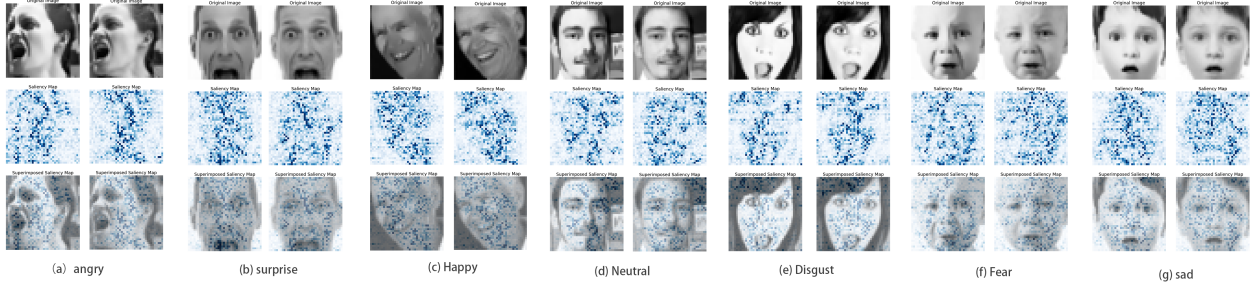 Original Image Original Image Original Image Original Image Original Image Original Image Original Image Original Image Original Image Original Image Original Image Original Image Original Image Original Image
Saliency Map Saliency Map Saliency Map Saliency Map Saliency Map Saliency Map Saliency Map Saliency Map Saliency Map Saliency Map Saliency Map Saliency Map Saliency Map Saliency Map
Superimposed Saliency Map Superimposed Saliency Map Superimposed Saliency Map Superimposed Saliency Map Superimposed Saliency Map Superimposed Saliency Map Superimposed Saliency Map Superimposed Saliency Map Superimposed Saliency Map Superimposed Saliency Map Superimposed Saliency Map Superimposed Saliency Map Superimposed Saliency Map Superimposed Saliency Map
(a) angry (b) surprise (c) Happy (d) Neutral (e) Disgust (f) Fear (g) sad